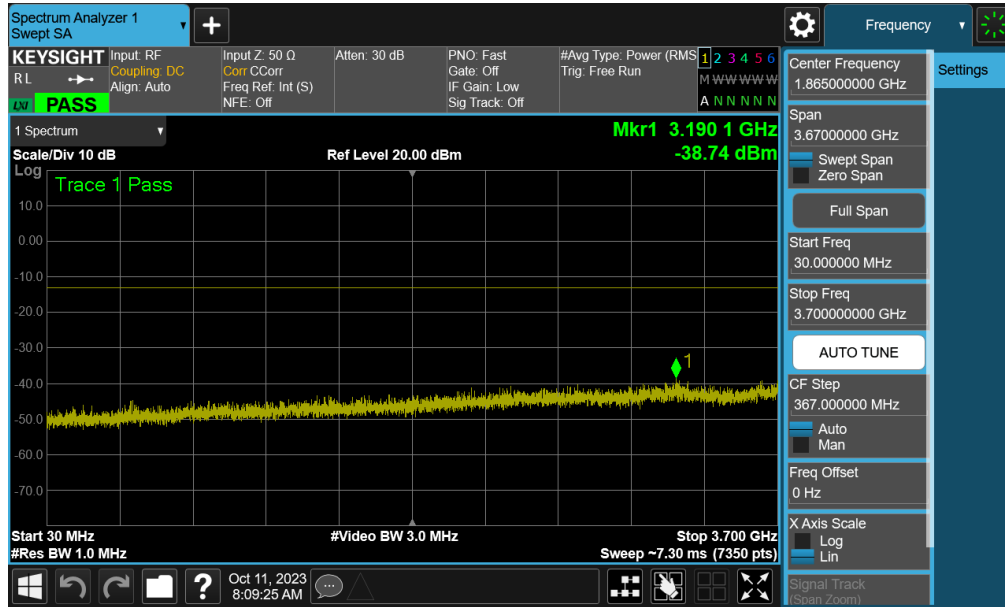 Spectrum Analyzer 1
Swept SA
+
Frequency
KEYSIGHT
RL
LXI PASS
Input: RF
Coupling: DC
Align: Auto
Input Z: 50 Ω
Corr CCorr
Freq Ref: Int (S)
NFE: Off
Atten: 30 dB
PNO: Fast
Gate: Off
IF Gain: Low
Sig Track: Off
#Avg Type: Power (RMS
Trig: Free Run
1 2 3 4 5 6
M W W W W W
A N N N N N
1 Spectrum
Scale/Div 10 dB
Ref Level 20.00 dBm
Mkr1 3.190 1 GHz
-38.74 dBm
Log
Trace 1 Pass
10.0
0.00
-10.0
-20.0
-30.0
1
-40.0
-50.0
-60.0
-70.0
Start 30 MHz
#Video BW 3.0 MHz
Stop 3.700 GHz
#Res BW 1.0 MHz
Sweep ~7.30 ms (7350 pts)
Oct 11, 2023
8:09:25 AM
?
Center Frequency
1.865000000 GHz
Settings
Span
3.67000000 GHz
Swept Span
Zero Span
Full Span
Start Freq
30.000000 MHz
Stop Freq
3.700000000 GHz
AUTO TUNE
CF Step
367.000000 MHz
Auto
Man
Freq Offset
0 Hz
X Axis Scale
Log
Lin
Signal Track
(Span Zoom)